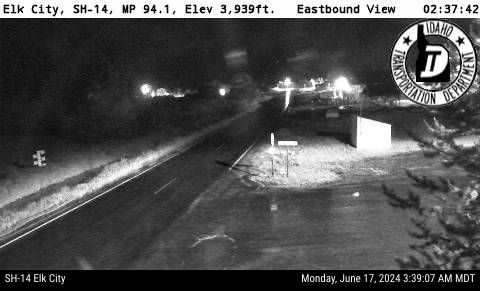 Elk City, SH-14, MP 94.1, Elev 3,939ft. Eastbound View 02:37:42
IDAHO
TRANSPORTATION DEPARTMENT
SH-14 Elk City Monday, June 17, 2024 3:39:07 AM MDT